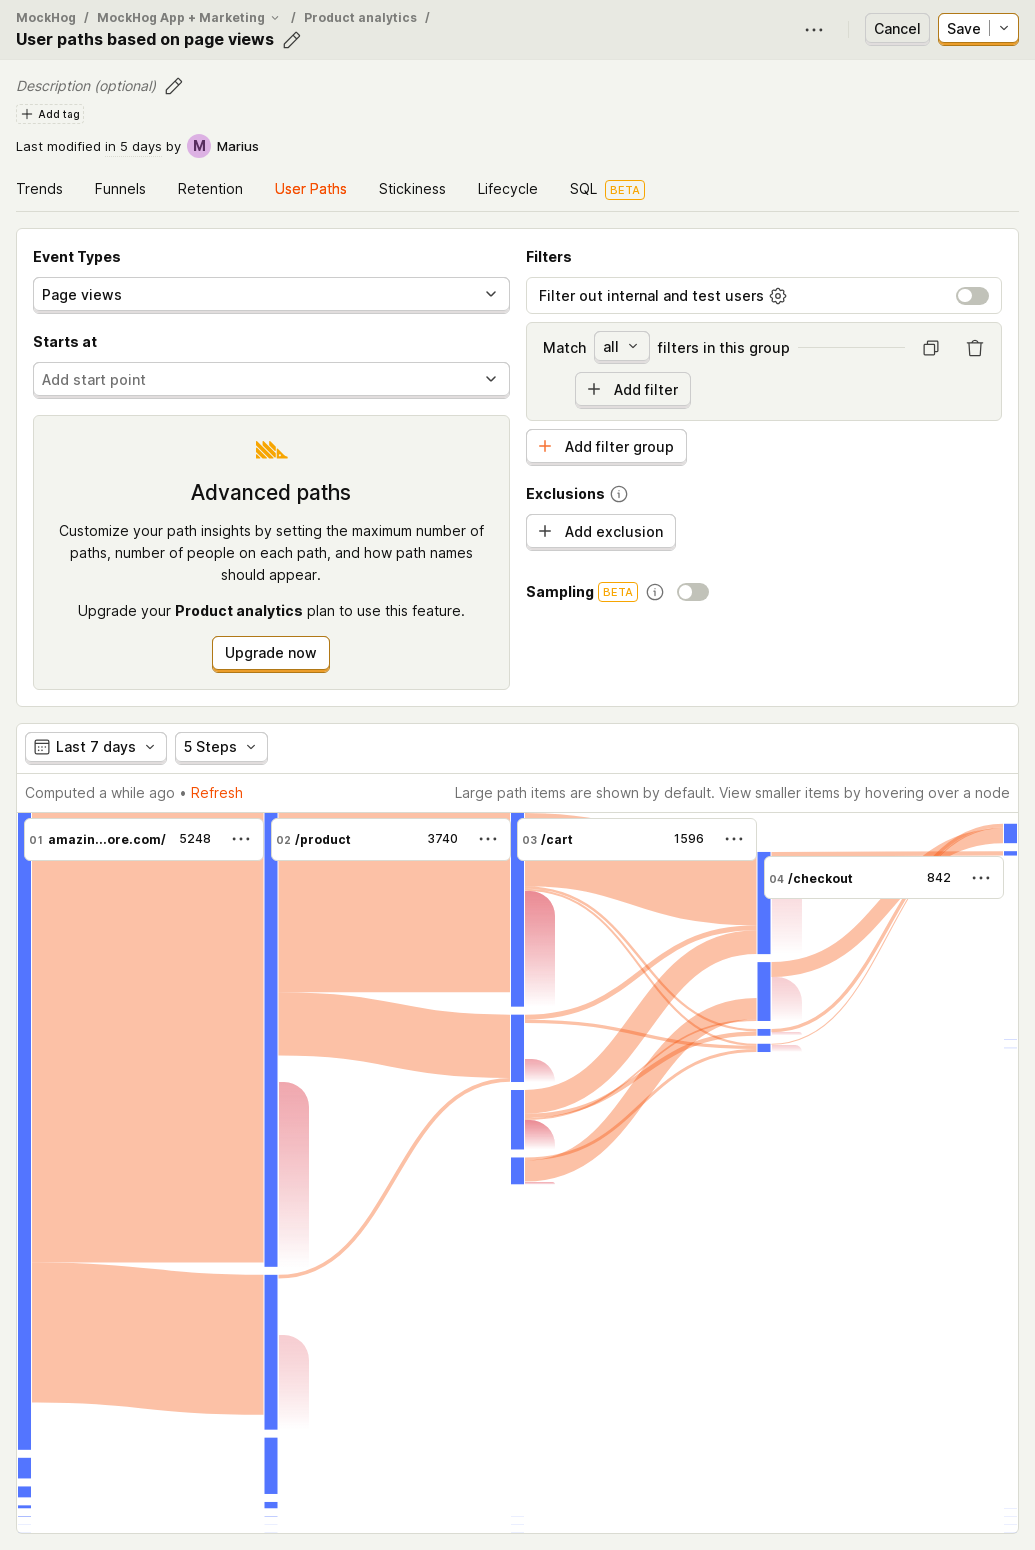 MockHog / MockHog App + Marketing / Product analytics /
User paths based on page views
Cancel
Save
Description (optional)
Add tag
Last modified in 5 days by M Marius
Trends Funnels Retention User Paths Stickiness Lifecycle SQL BETA
Event Types
Page views
Starts at
Add start point
Advanced paths
Customize your path insights by setting the maximum number of
paths, number of people on each path, and how path names
should appear.
Upgrade your Product analytics plan to use this feature.
Upgrade now
Filters
Filter out internal and test users
Match all filters in this group
Add filter
Add filter group
Exclusions
Add exclusion
Sampling BETA
Last 7 days 5 Steps
Computed a while ago • Refresh
Large path items are shown by default. View smaller items by hovering over a node
01 amazin...ore.com/ 5248
02 /product 3740
03 /cart 1596
04 /checkout 842